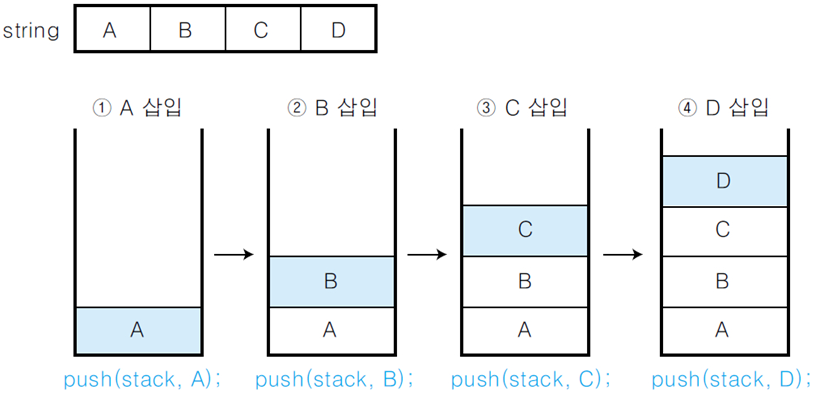 string A B C D
① A 삽입 ② B 삽입 ③ C 삽입 ④ D 삽입
D
C C
B B B
A A A A
push(stack, A); push(stack, B); push(stack, C); push(stack, D);